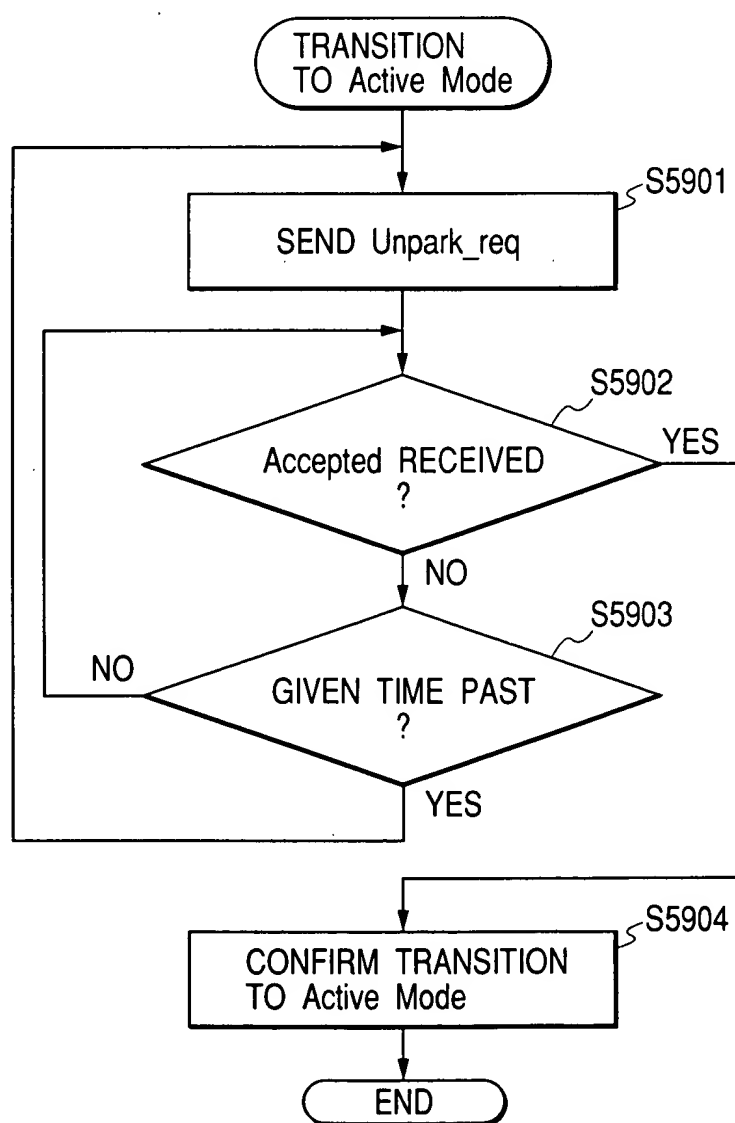 TRANSITION
TO Active Mode
S5901
SEND Unpark_req
S5902
Accepted RECEIVED
?
YES
NO
S5903
NO
GIVEN TIME PAST
?
YES
S5904
CONFIRM TRANSITION
TO Active Mode
END